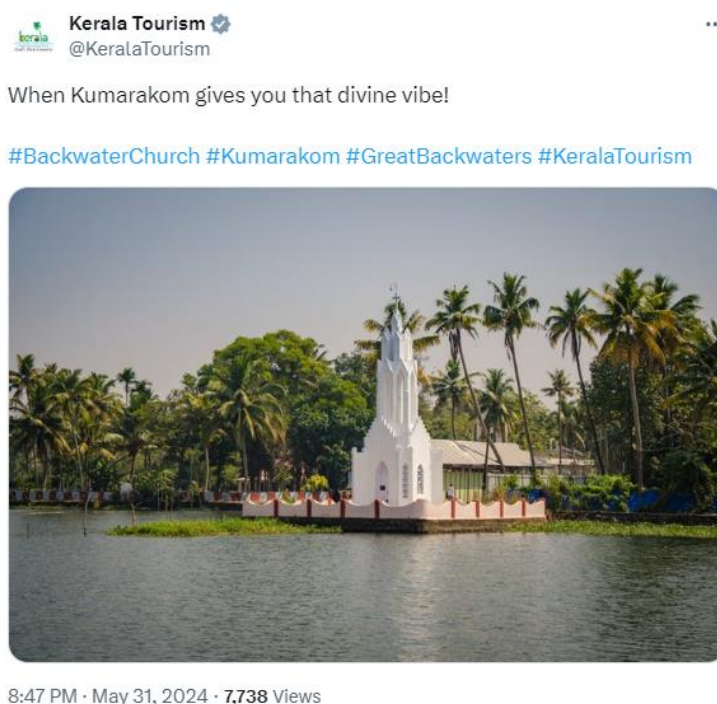 Kerala Tourism
@KeralaTourism
When Kumarakom gives you that divine vibe!
#BackwaterChurch #Kumarakom #GreatBackwaters #KeralaTourism
kerala
8:47 PM · May 31, 2024 · 7,738 Views